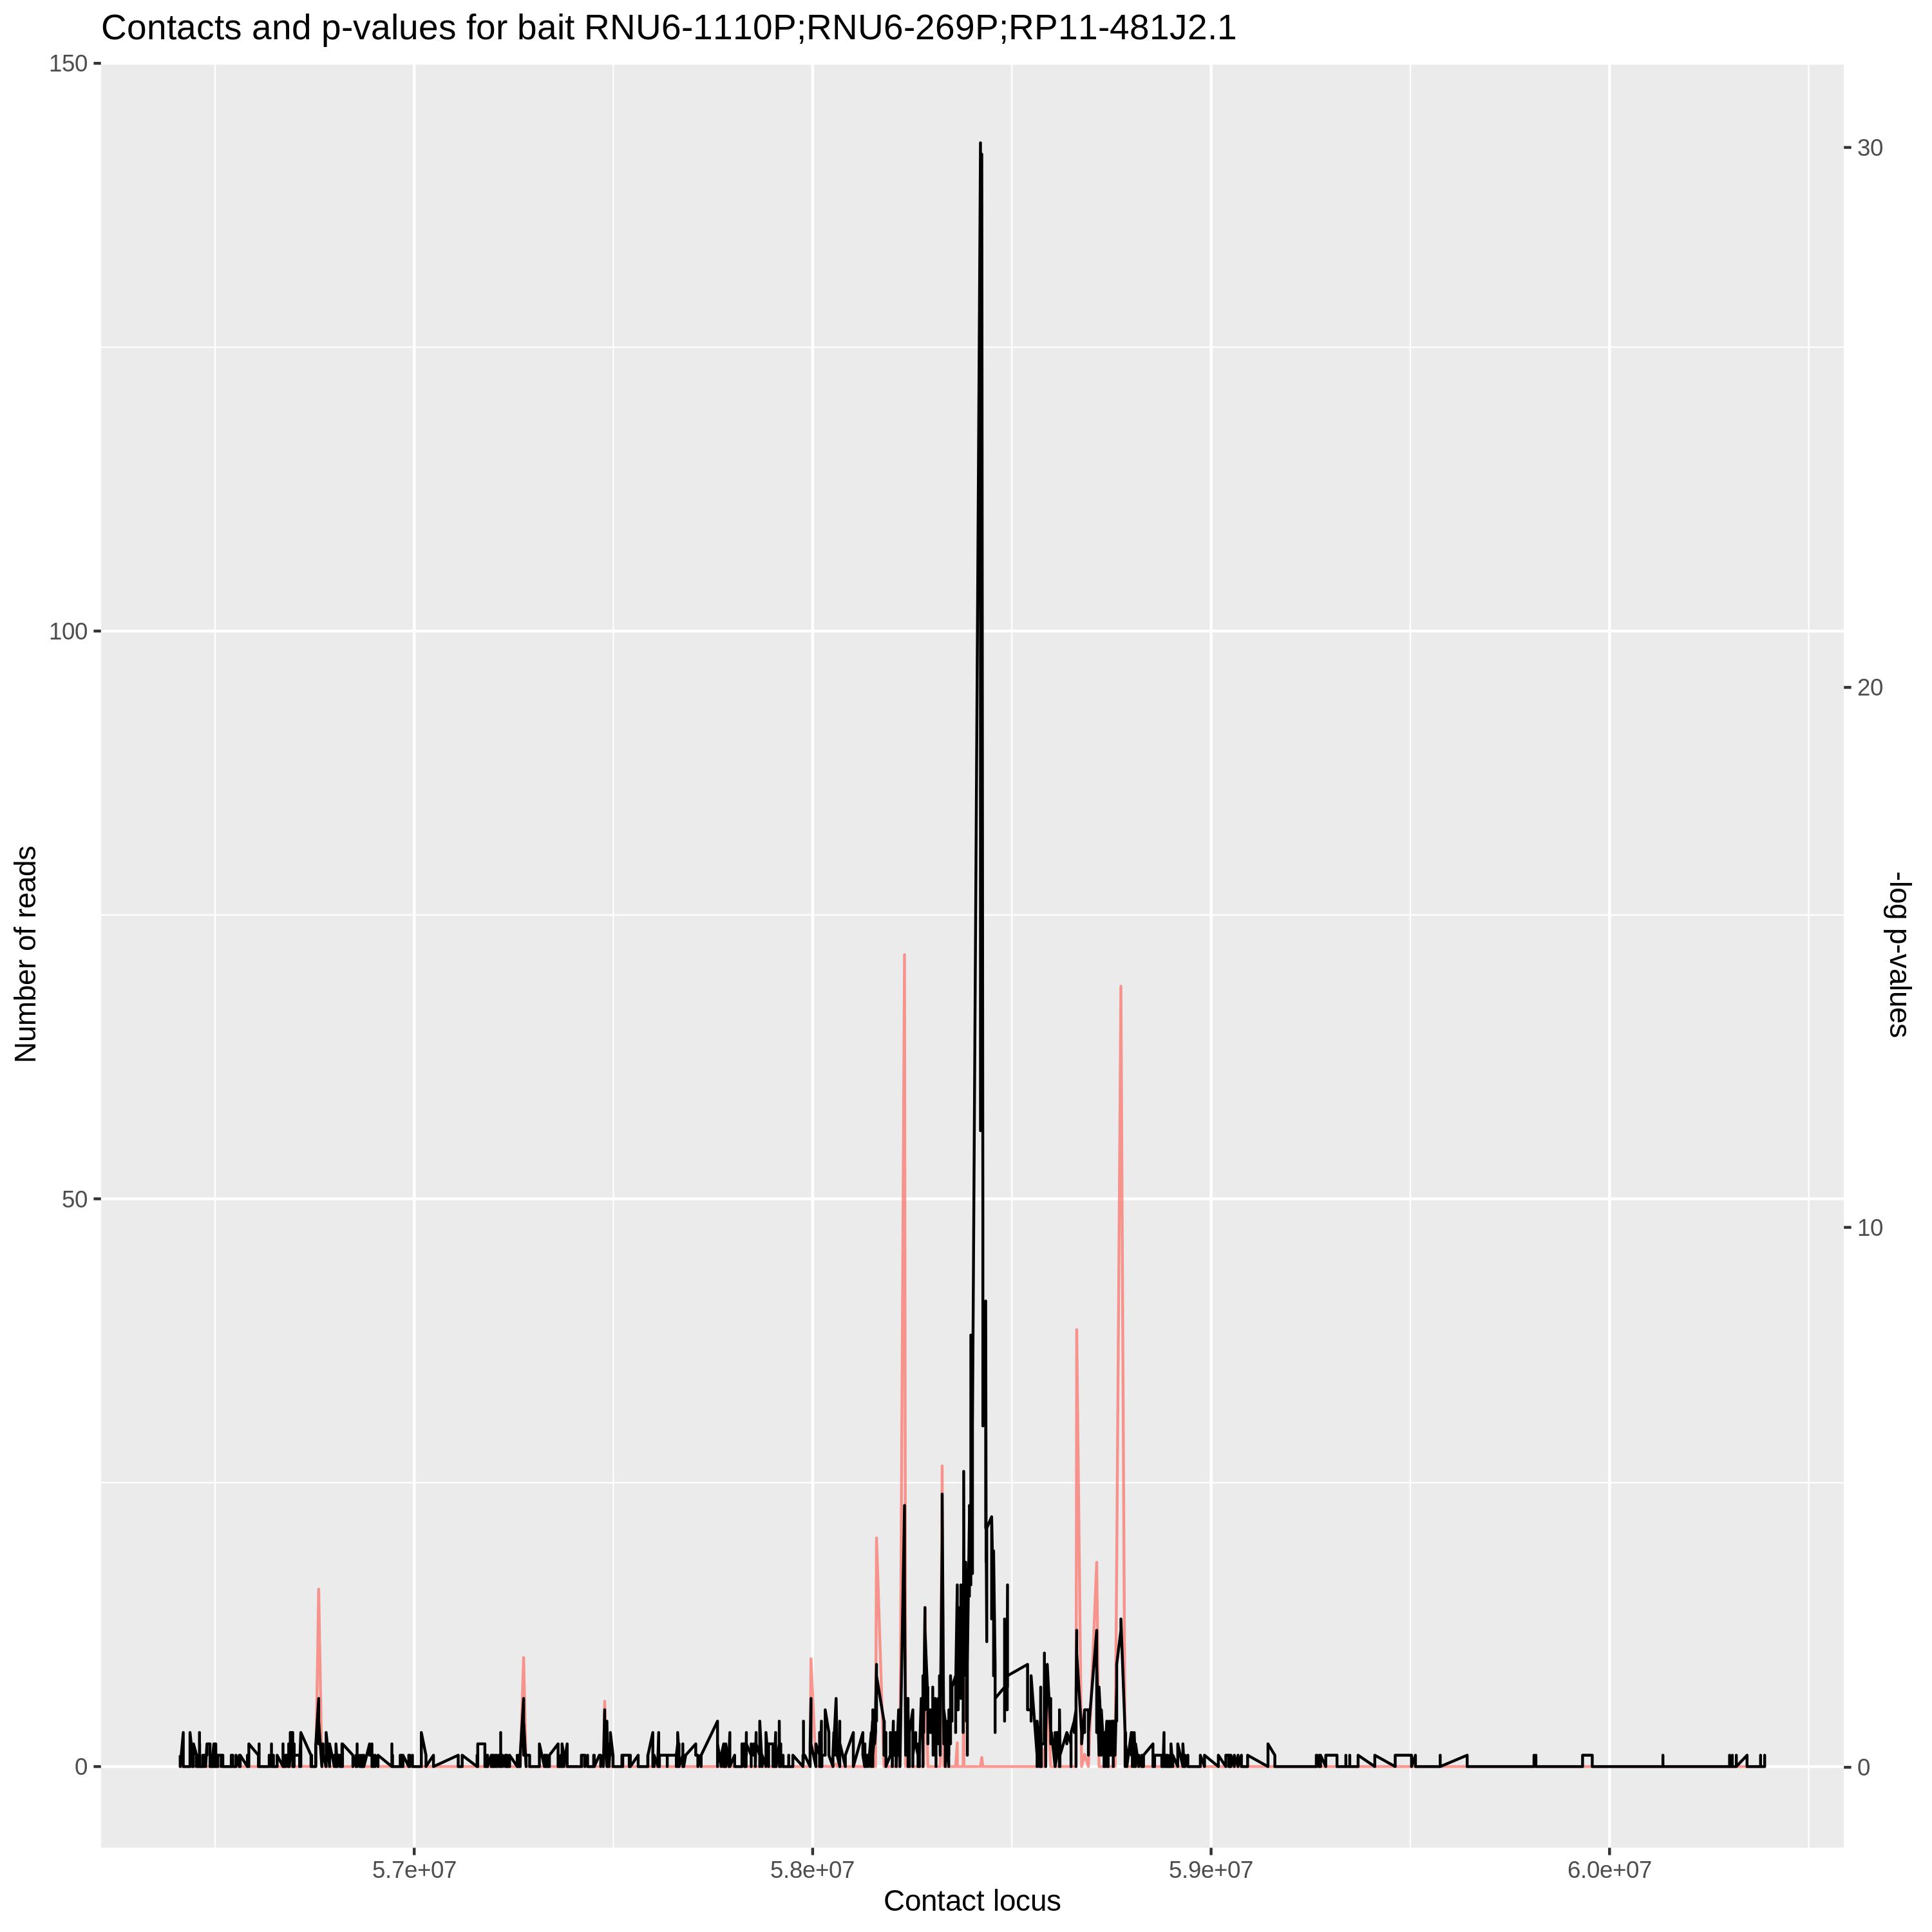 Contacts and p-values for bait RNU6-1110P;RNU6-269P;RP11-481J2.1
150
100
50
0
Number of reads
30
20
10
0
-log p-values
5.7e+07
5.8e+07
5.9e+07
6.0e+07
Contact locus